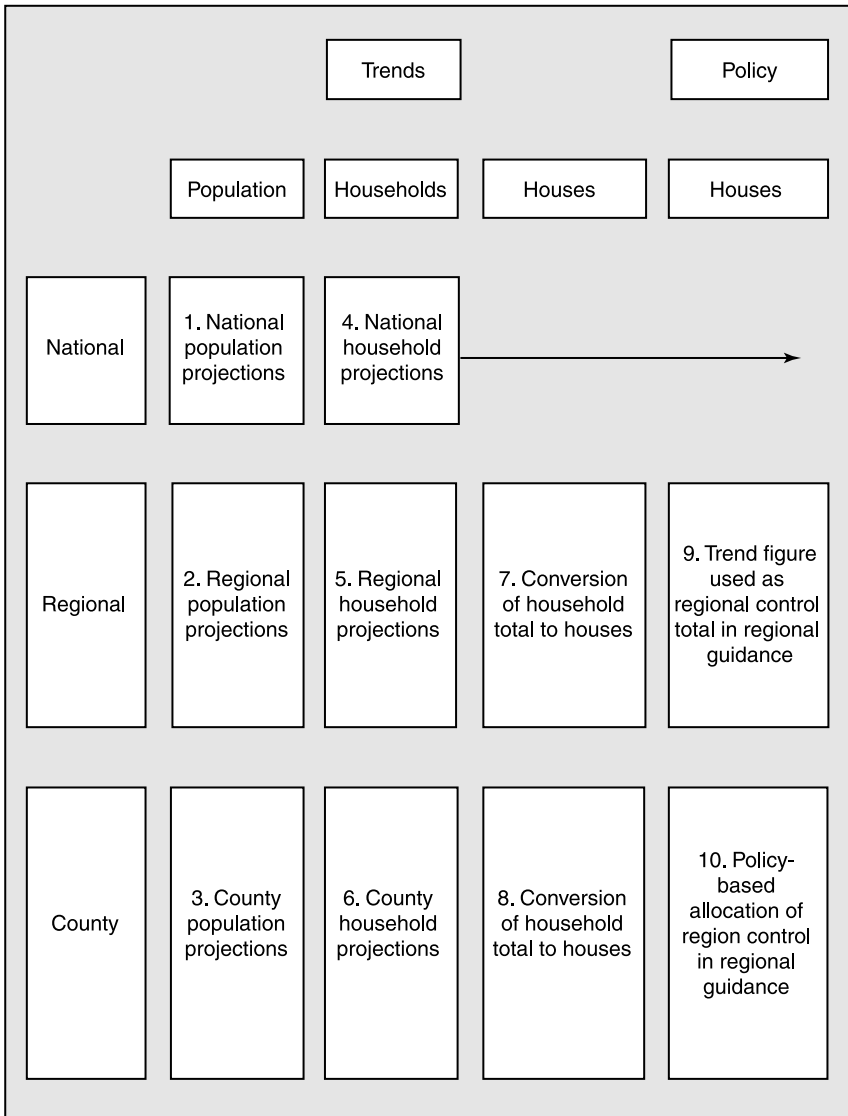 Trends
Policy
Population
Households
Houses
Houses
National
1. National
population
projections
4. National
household
projections
Regional
2. Regional
population
projections
5. Regional
household
projections
7. Conversion
of household
total to houses
9. Trend figure
used as
regional control
total in regional
guidance
County
3. County
population
projections
6. County
household
projections
8. Conversion
of household
total to houses
10. Policy-
based
allocation of
region control
in regional
guidance